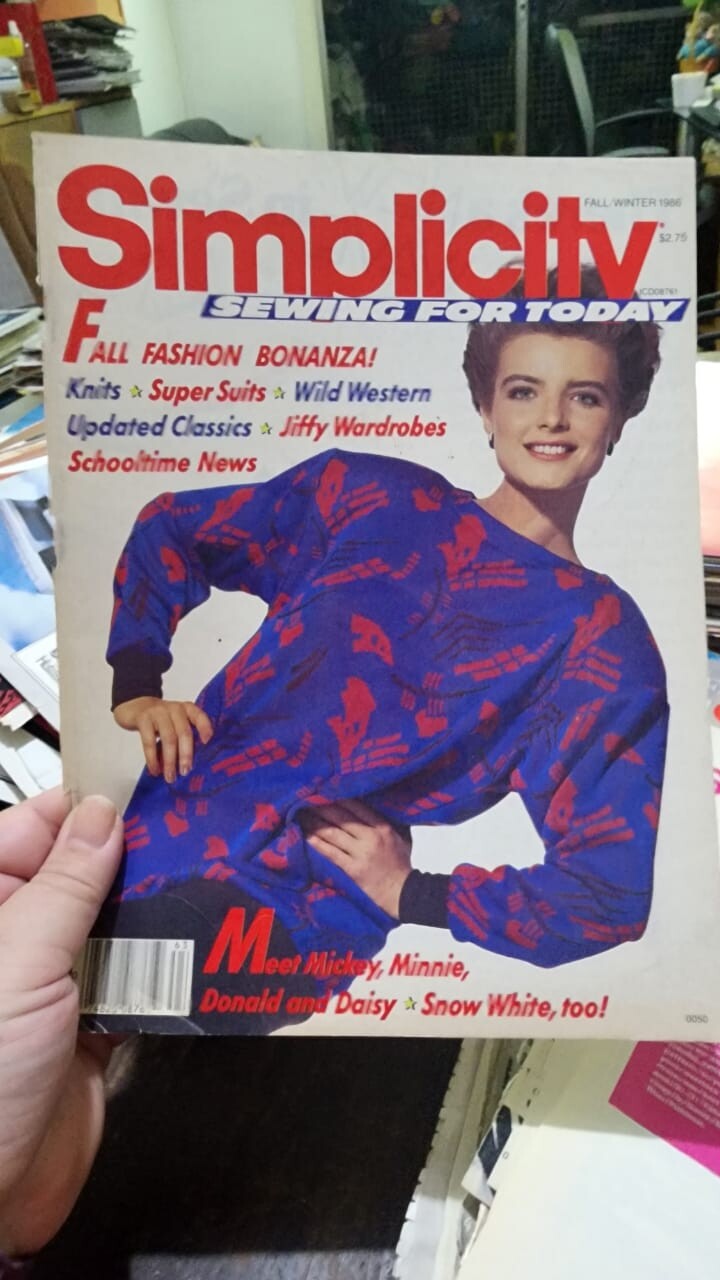 Simplicity
FALL/WINTER 1986
$2.75
ICD08761
SEWING FOR TODAY
FALL FASHION BONANZA!
Knits ☆ Super Suits ☆ Wild Western
Updated Classics ☆ Jiffy Wardrobes
Schooltime News
63
Meet Mickey, Minnie,
Donald and Daisy ☆ Snow White, too!
0050